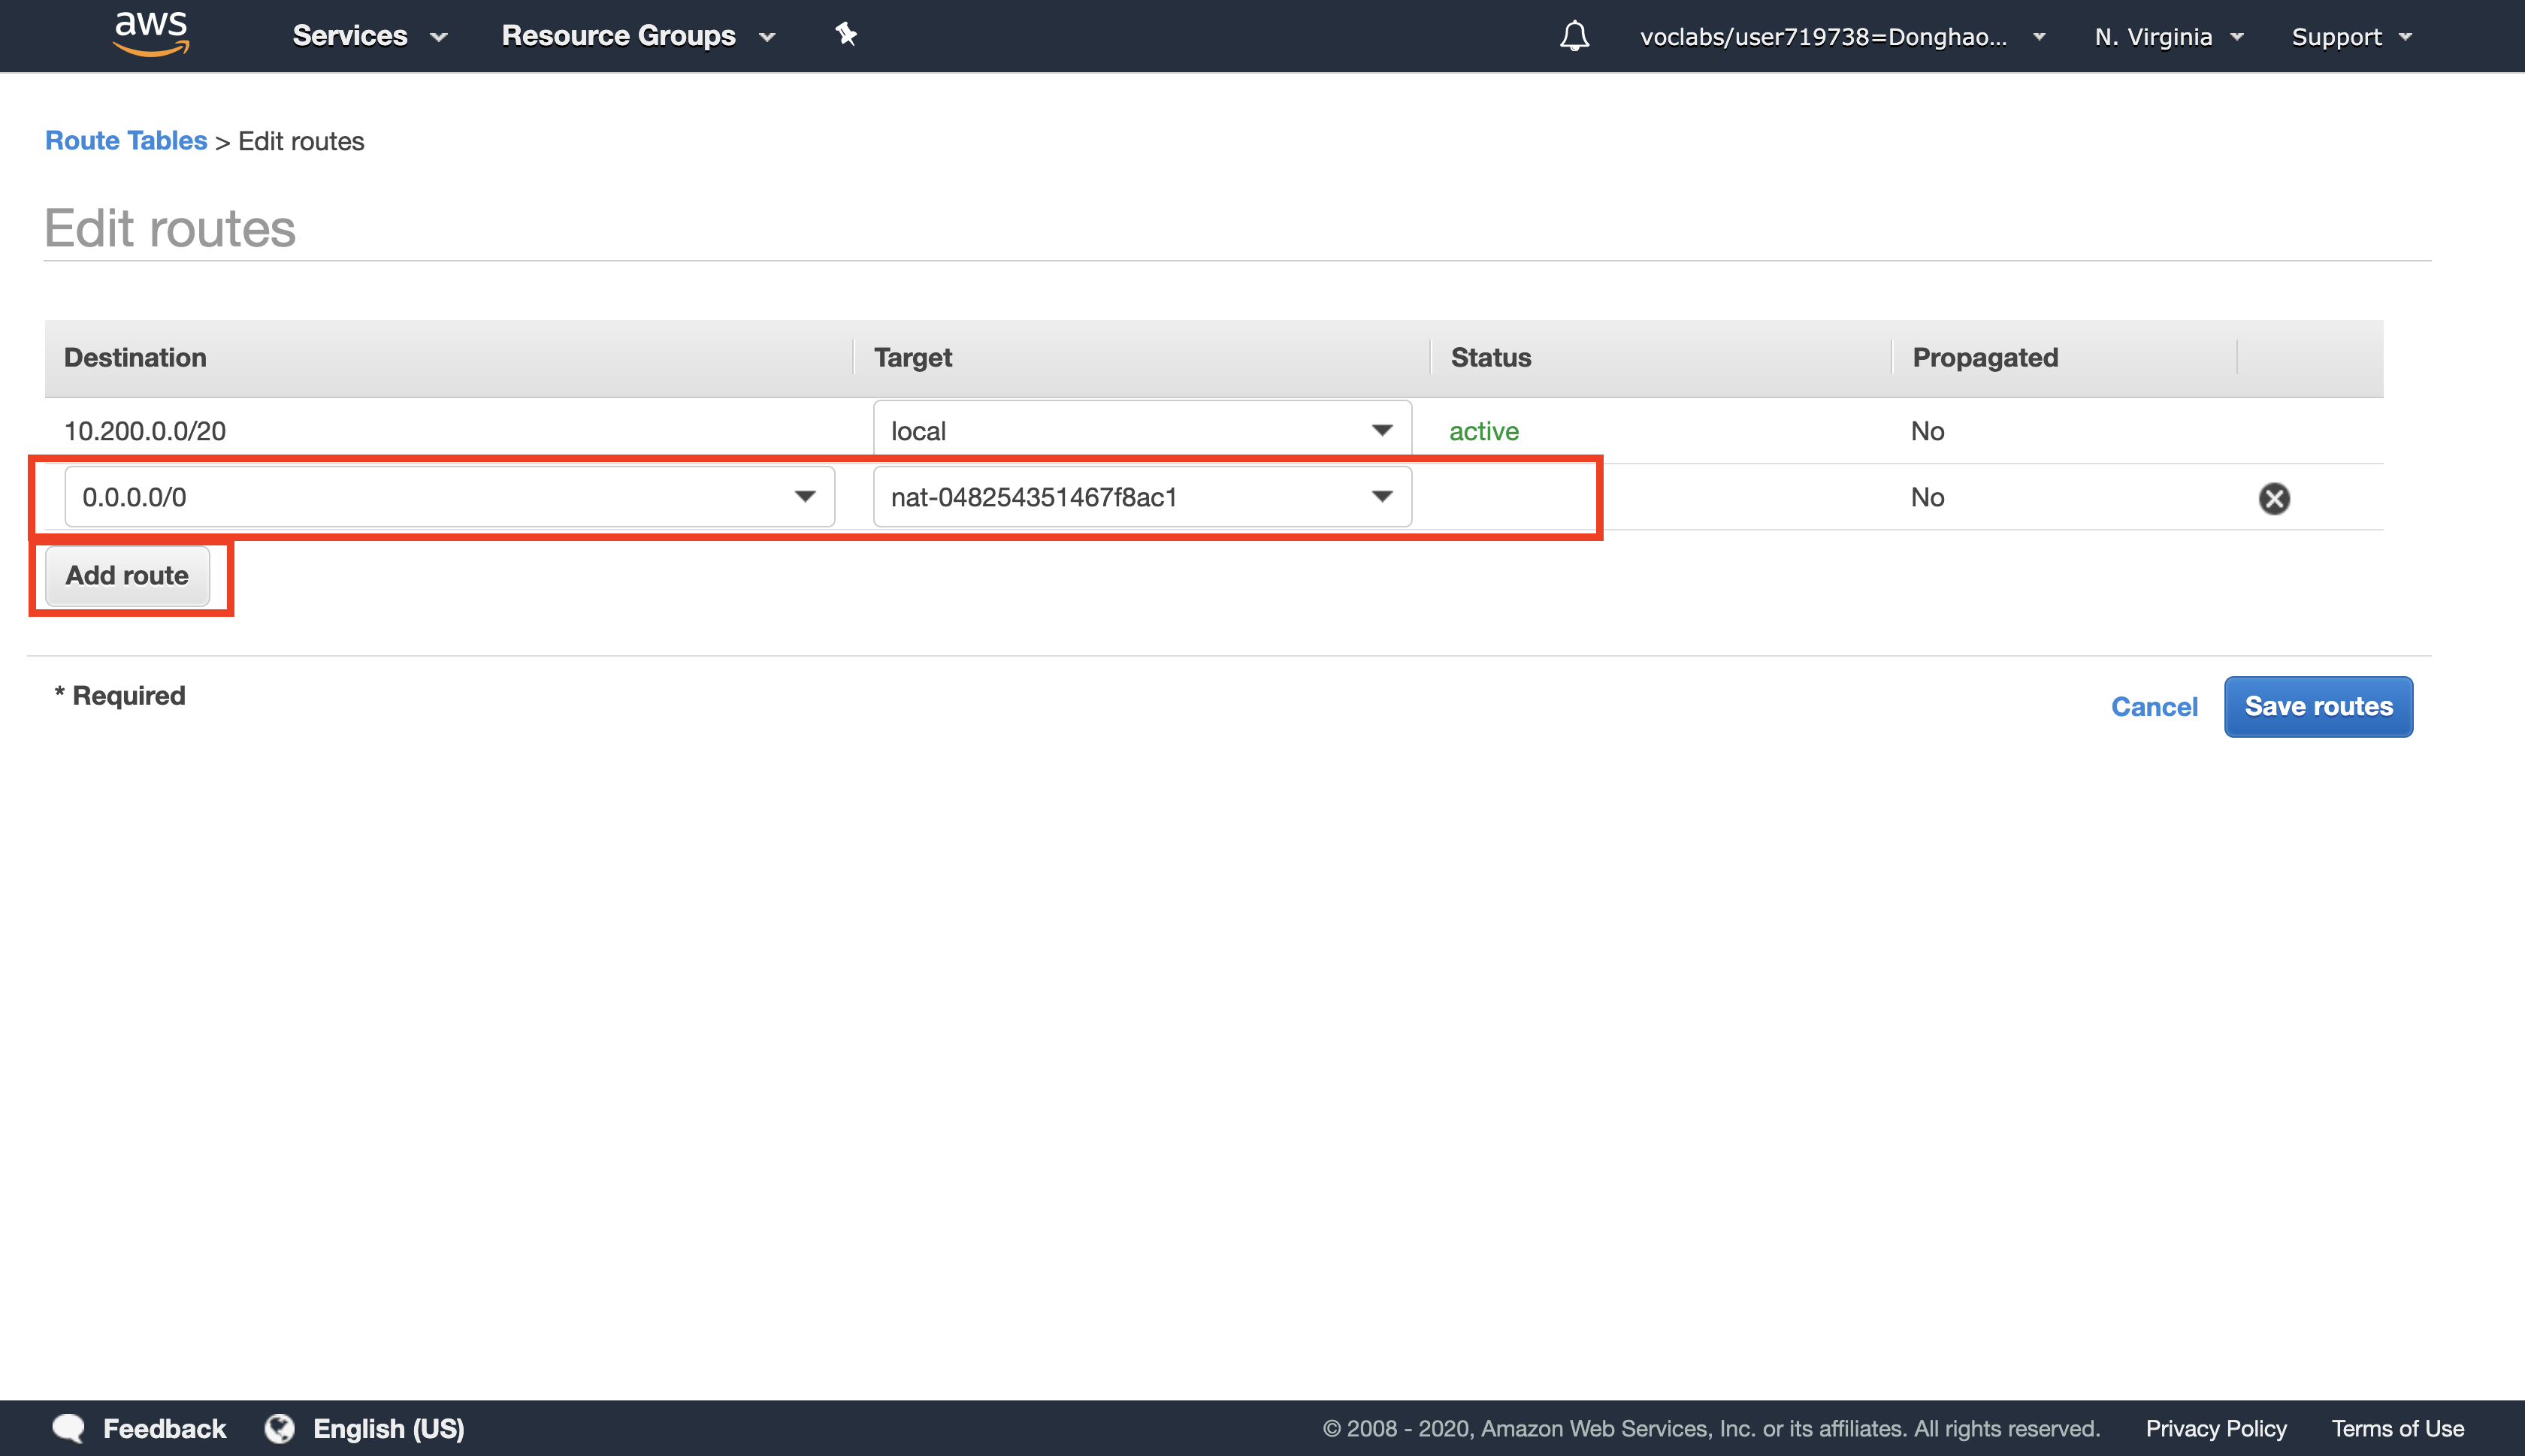 aws Services Resource Groups voclabs/user719738=Donghao... N. Virginia Support
Route Tables > Edit routes
Edit routes
Destination Target Status Propagated
10.200.0.0/20 local active No
0.0.0.0/0 nat-048254351467f8ac1 No
Add route
* Required
Cancel Save routes
Feedback English (US) © 2008 - 2020, Amazon Web Services, Inc. or its affiliates. All rights reserved. Privacy Policy Terms of Use